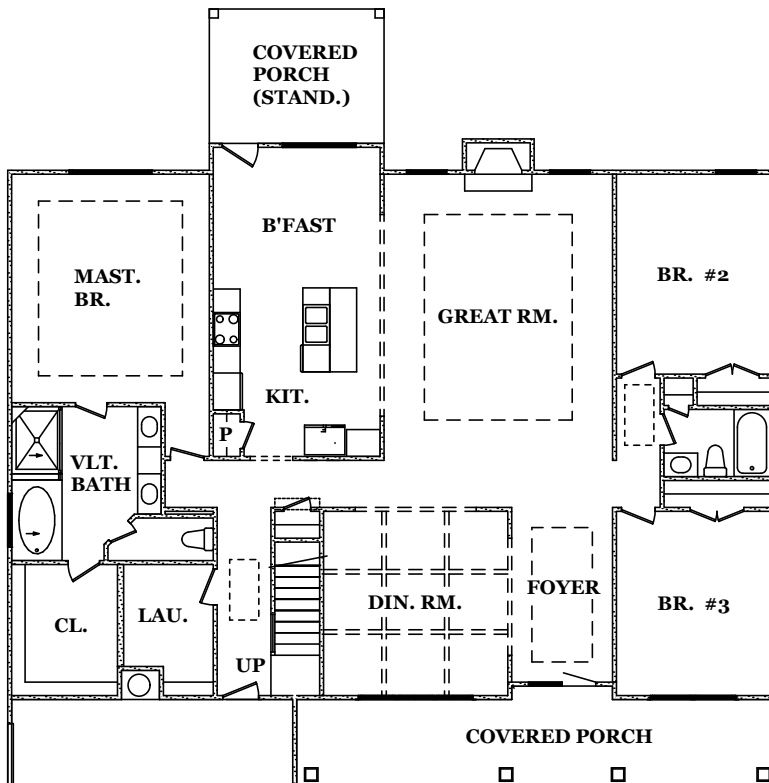 COVERED
PORCH
(STAND.)
B'FAST
MAST.
BR.
BR. #2
GREAT RM.
KIT.
P
VLT.
BATH
FOYER
DIN. RM.
BR. #3
LAU.
CL.
UP
COVERED PORCH